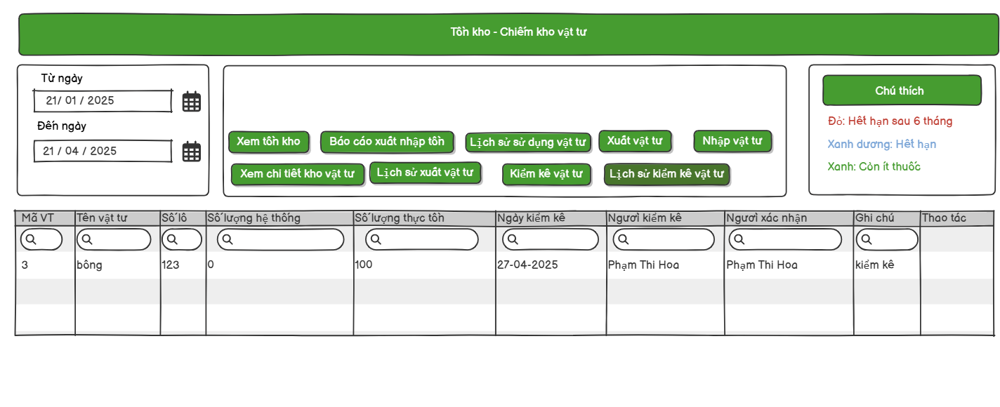 Tồn kho - Chiếm kho vật tư
Từ ngày
21/ 01 / 2025
Đến ngày
21 / 04 / 2025
Xem tồn kho
Báo cáo xuất nhập tồn
Lịch sử sử dụng vật tư
Xuất vật tư
Nhập vật tư
Xem chi tiết kho vật tư
Lịch sử xuất vật tư
Kiểm kê vật tư
Lịch sử kiểm kê vật tư
Chú thích
Đỏ: Hết hạn sau 6 tháng
Xanh dương: Hết hạn
Xanh: Còn ít thuốc
Mã VT Tên vật tư Số lô Số lượng hệ thống Số lượng thực tồn Ngày kiểm kê Người kiểm kê Người xác nhận Ghi chú Thao tác
3 bông 123 0 100 27-04-2025 Phạm Thi Hoa Phạm Thi Hoa kiểm kê